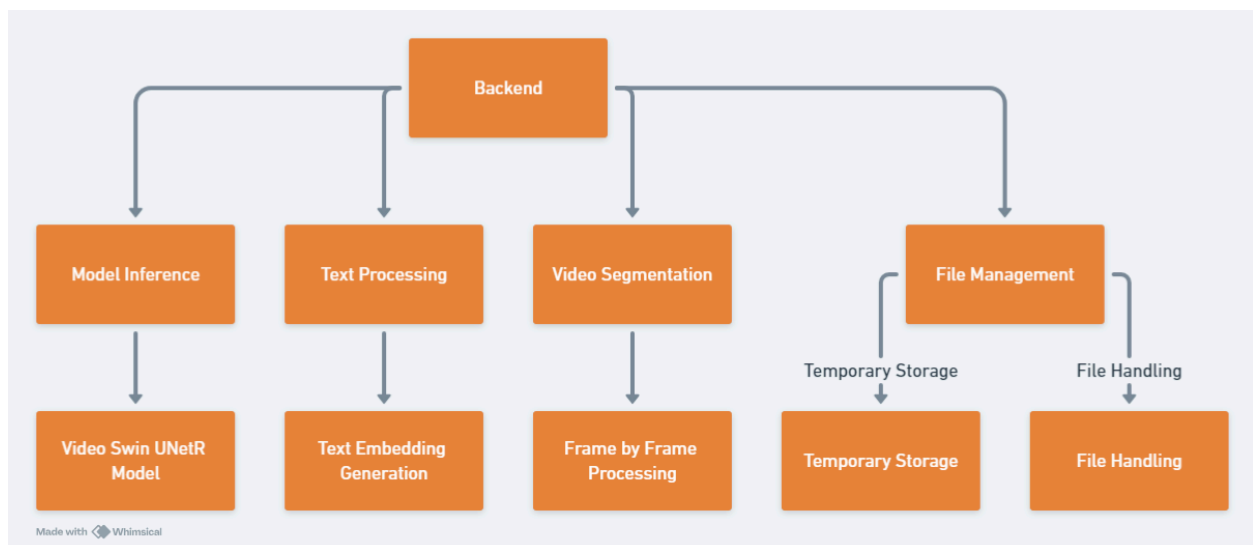 Backend
Model Inference
Text Processing
Video Segmentation
File Management
Temporary Storage
File Handling
Video Swin UNetR
Model
Text Embedding
Generation
Frame by Frame
Processing
Temporary Storage
File Handling
Made with Whimsical